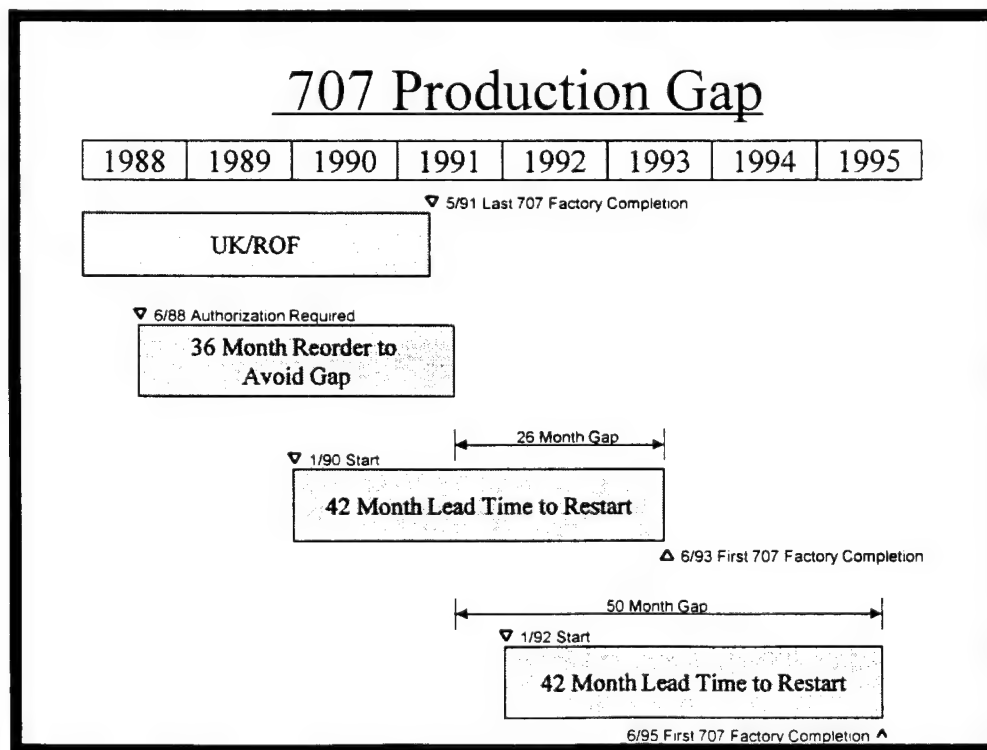 707 Production Gap
1988 1989 1990 1991 1992 1993 1994 1995
5/91 Last 707 Factory Completion
UK/ROF
6/88 Authorization Required
36 Month Reorder to
Avoid Gap
26 Month Gap
1/90 Start
42 Month Lead Time to Restart
6/93 First 707 Factory Completion
50 Month Gap
1/92 Start
42 Month Lead Time to Restart
6/95 First 707 Factory Completion